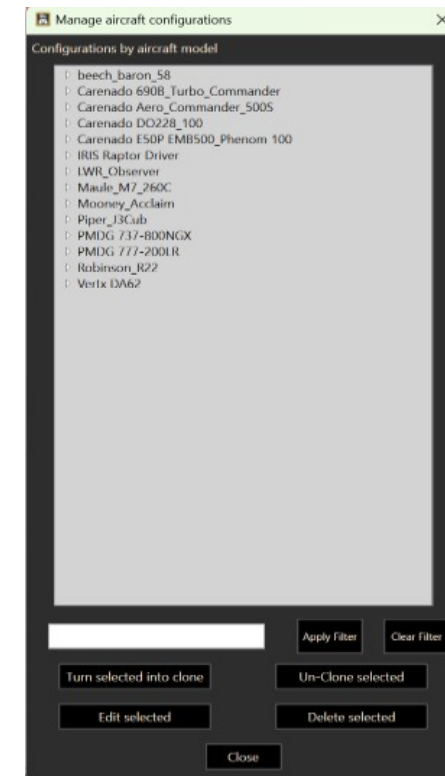 Manage aircraft configurations
Configurations by aircraft model
beech_baron_58
Carenado 690B_Turbo_Commander
Carenado Aero_Commander_500S
Carenado DO228_100
Carenado E50P EMB500_Phenom 100
IRIS Raptor Driver
LWR_Observer
Maule_M7_260C
Mooney_Acclaim
Piper_J3Cub
PMDG 737-800NGX
PMDG 777-200LR
Robinson_R22
Vertx DA62
Apply Filter Clear Filter
Turn selected into clone Un-Clone selected
Edit selected Delete selected
Close